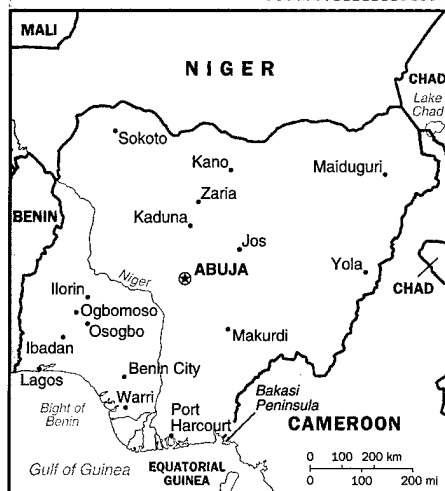 MALI
NIGER
CHAD
Lake
Chad
Sokoto
Kano
Maiduguri
Zaria
BENIN
Kaduna
Jos
ABUJA
Yola
Niger
CHAD
Ilorin
Ogbomoso
Osogbo
Ibadan
Makurdi
Lagos
Benin City
Bakasi
Peninsula
Bight of
Benin
Warri
Port
Harcourt
CAMEROON
Gulf of Guinea
EQUATORIAL
GUINEA
0 100 200 km
0 100 200 mi